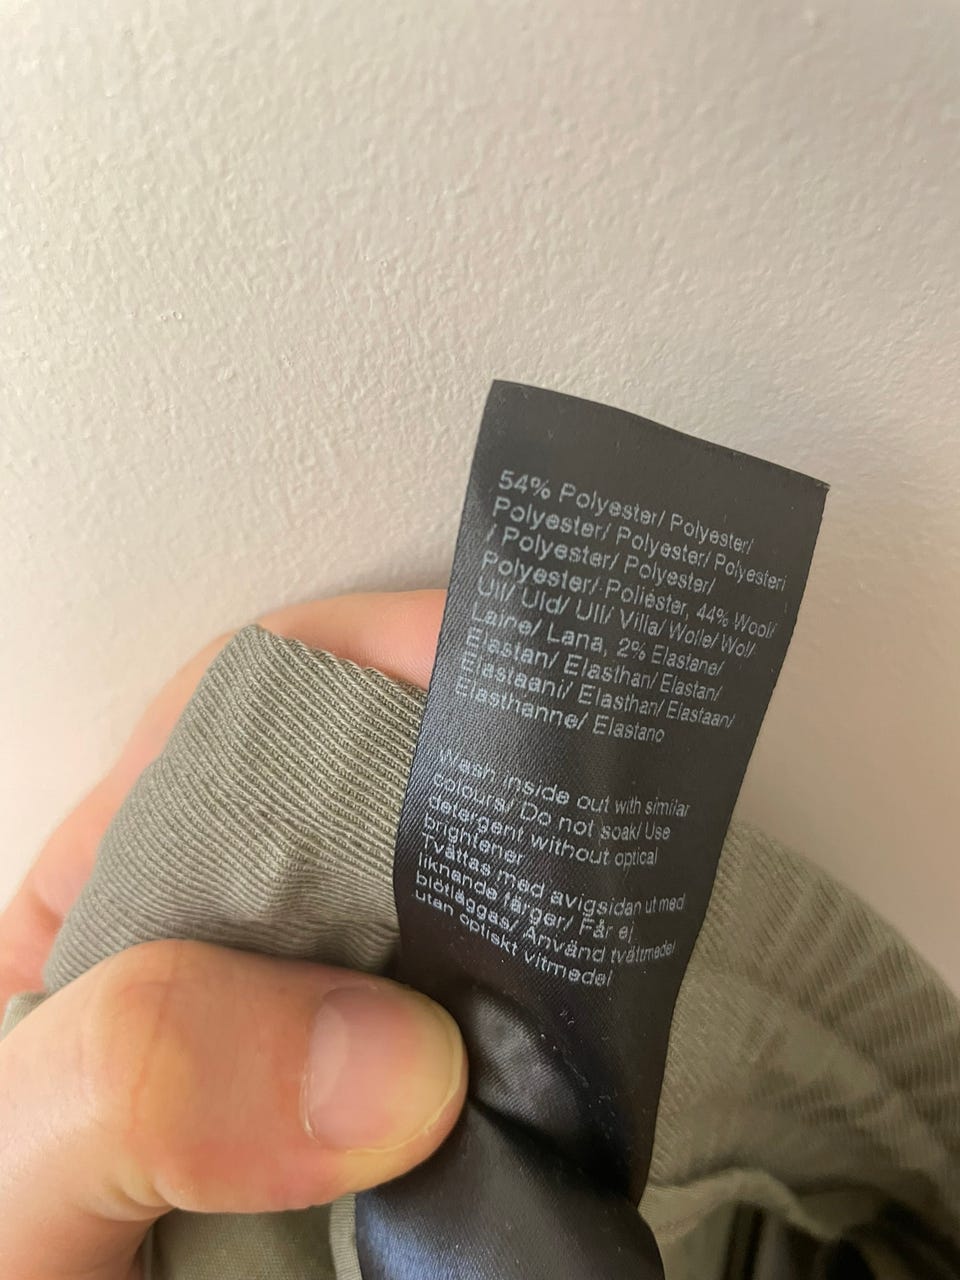 54% Polyester/ Polyester/
Polyester/ Polyester/ Polyesteri
/ Polyester/ Polyester/
Polyester/ Poliéster, 44% Wool/
Ull/ Uld/ Ull/ Villa/ Wolle/ Wol/
Laine/ Lana, 2% Elastane/
Elastan/ Elasthan/ Elastan/
Elastaani/ Elasthan/ Elastaan/
Elasthanne/ Elastano
Wash inside out with similar
colours/ Do not soak/ Use
detergent without optical
brightener
Tvättas med avigsidan ut med
liknande färger/ Får ej
blötläggas/ Använd tvättmedel
utan optiskt vitmedel